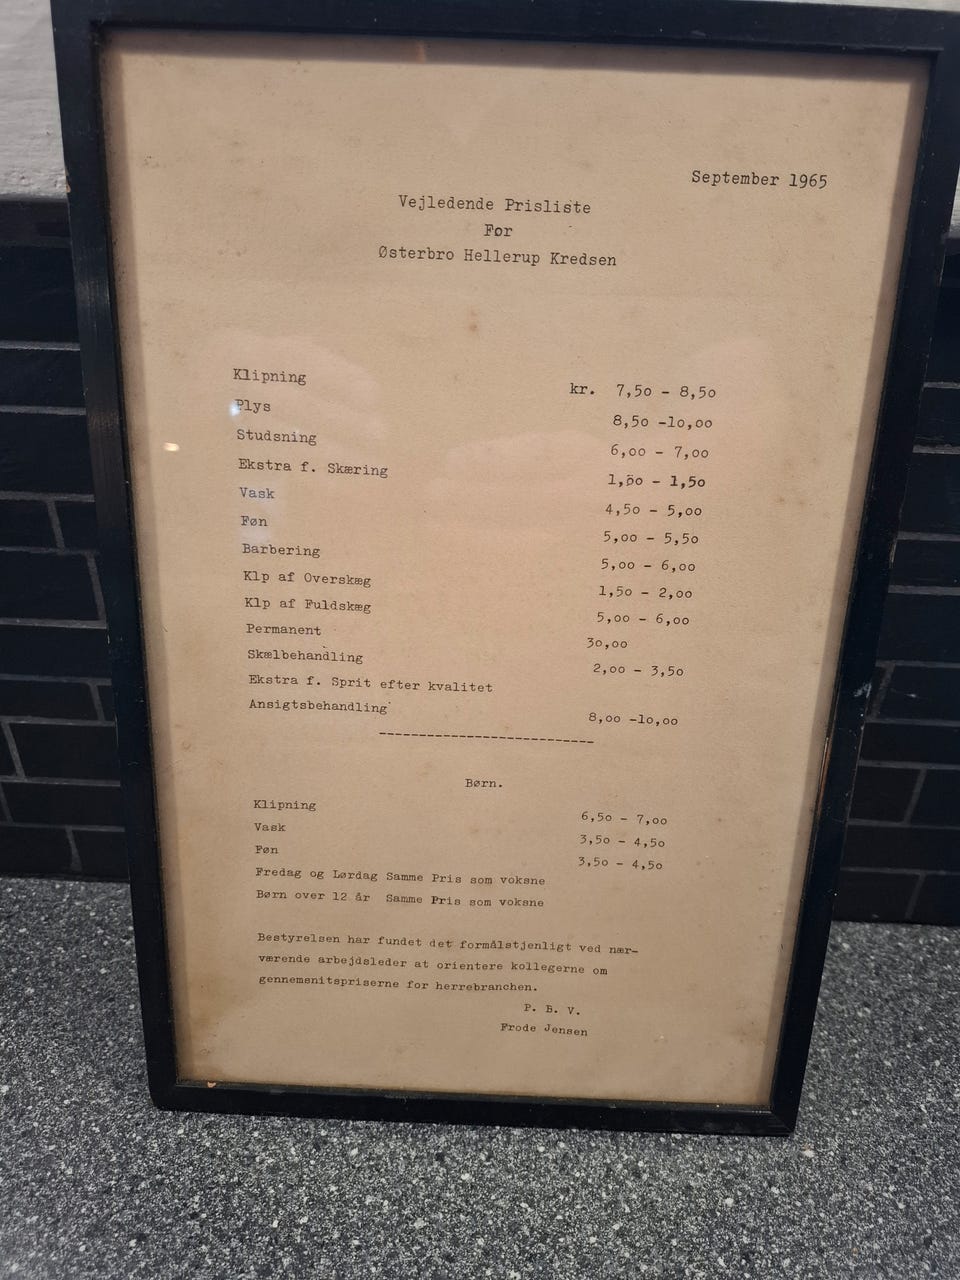 September 1965
Vejledende Prisliste
For
Østerbro Hellerup Kredsen
Klipning kr. 7,50 - 8,50
Plys 8,50 -10,00
Studsning 6,00 - 7,00
Ekstra f. Skæring 1,00 - 1,50
Vask 4,50 - 5,00
Føn 5,00 - 5,50
Barbering 5,00 - 6,00
Klp af Overskæg 1,50 - 2,00
Klp af Fuldskæg 5,00 - 6,00
Permanent 30,00
Skælbehandling 2,00 - 3,50
Ekstra f. Sprit efter kvalitet
Ansigtsbehandling 8,00 -10,00
---------------------------
Børn.
Klipning 6,50 - 7,00
Vask 3,50 - 4,50
Føn 3,50 - 4,50
Fredag og Lørdag Samme Pris som voksne
Børn over 12 år Samme Pris som voksne
Bestyrelsen har fundet det formålstjenligt ved nær-
værende arbejdsleder at orientere kollegerne om
gennemsnitspriserne for herrebranchen.
P. B. V.
Frode Jensen